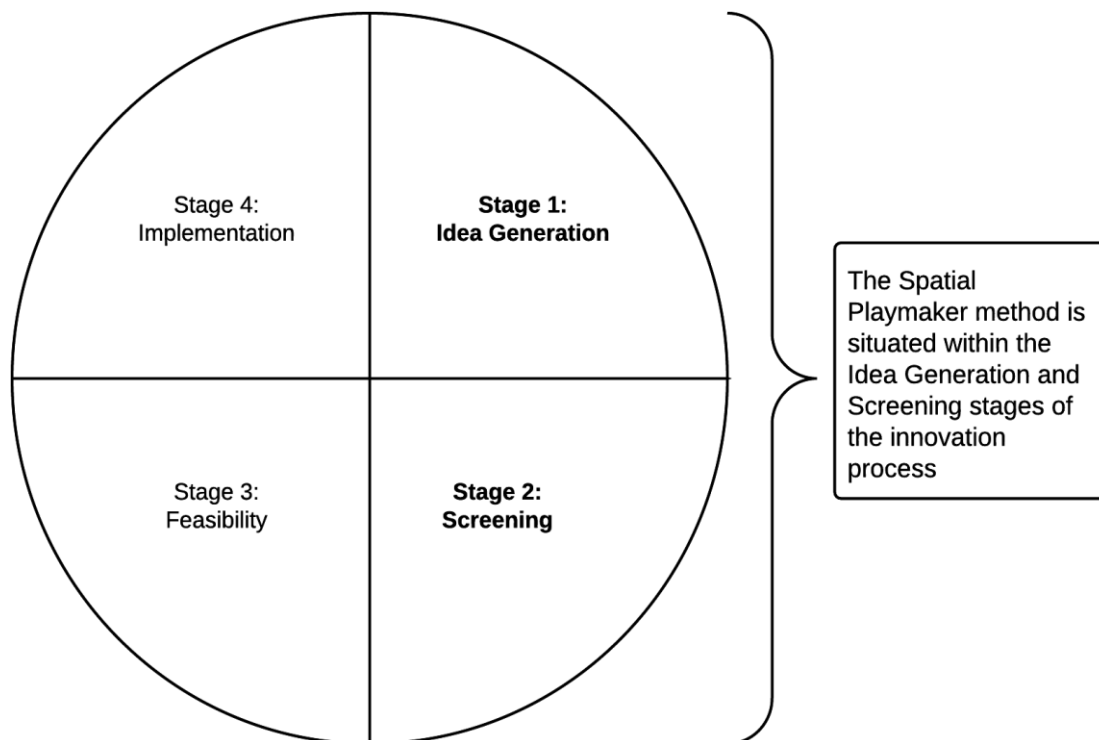 Stage 4:
Implementation
Stage 1:
Idea Generation
Stage 3:
Feasibility
Stage 2:
Screening
The Spatial
Playmaker method is
situated within the
Idea Generation and
Screening stages of
the innovation
process